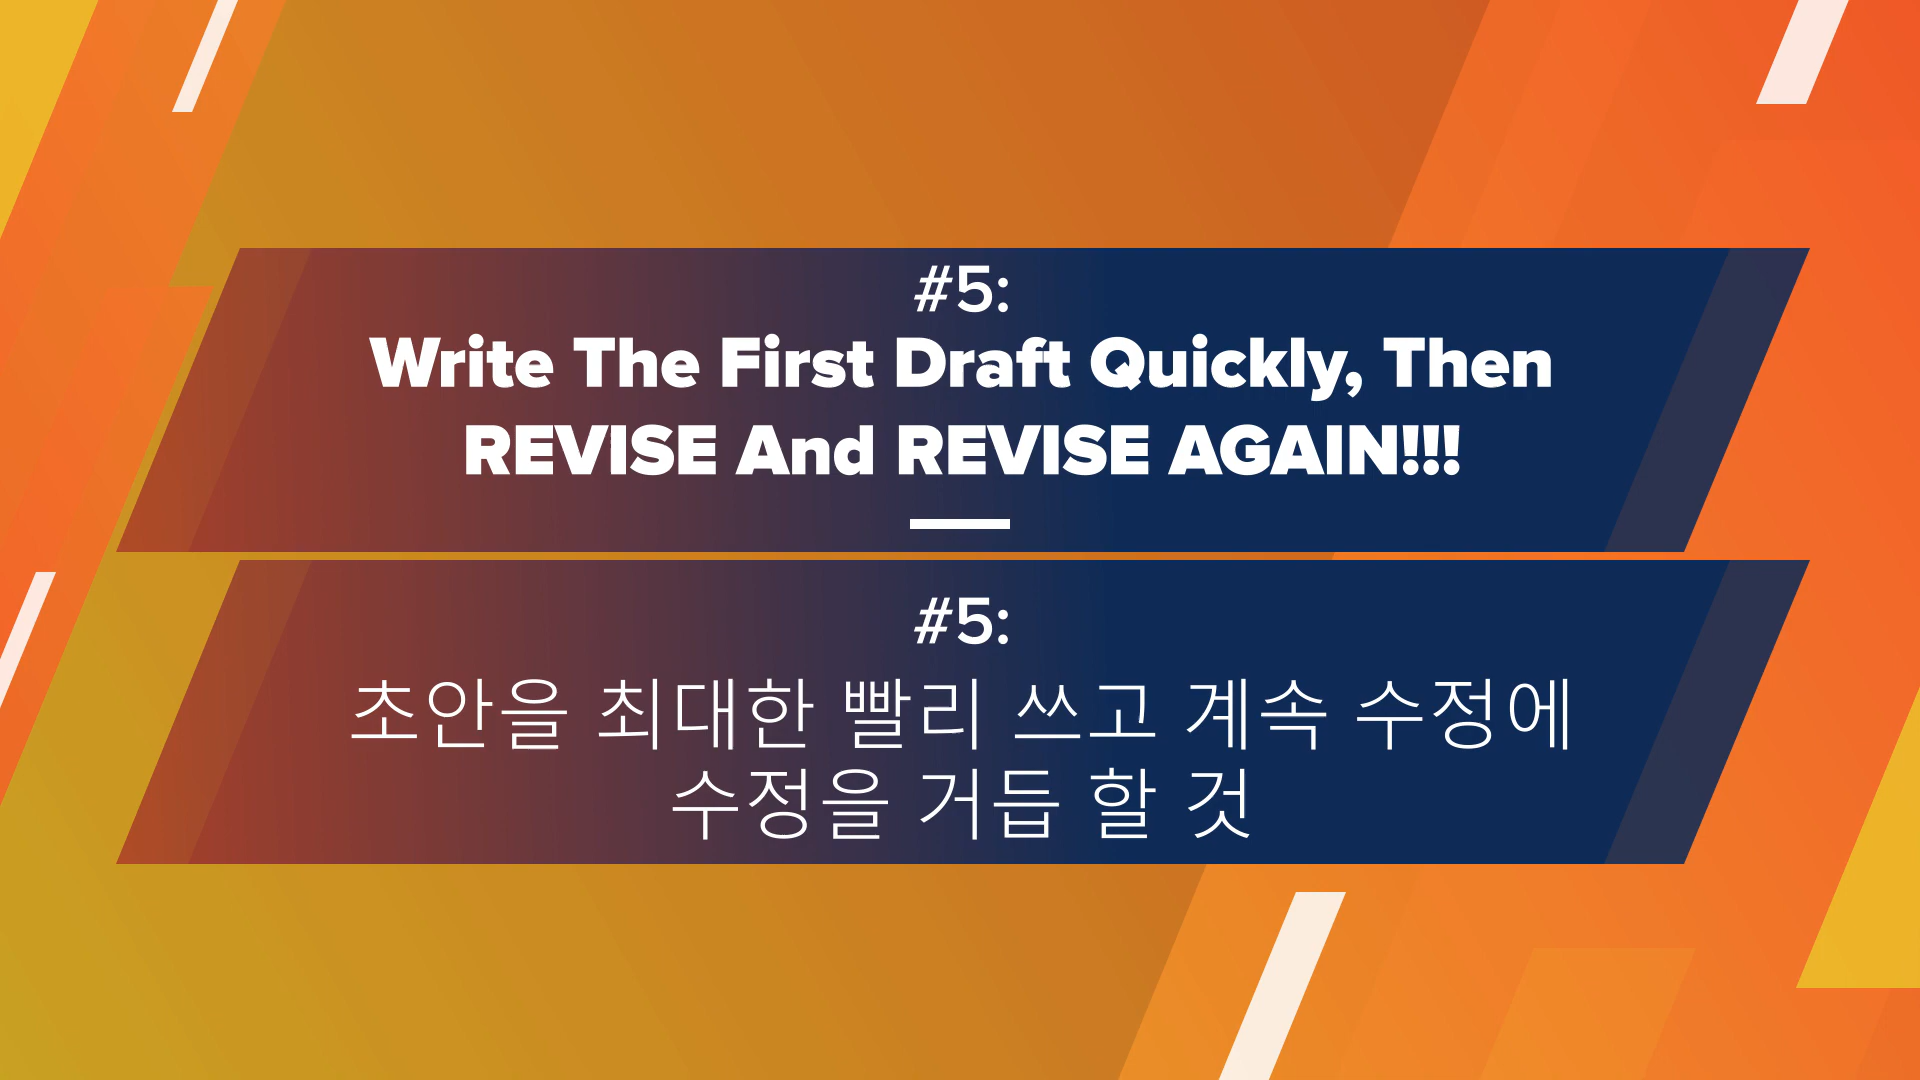 #5:
Write The First Draft Quickly, Then
REVISE And REVISE AGAIN!!!
#5:
초안을 최대한 빨리 쓰고 계속 수정에
수정을 거듭 할 것